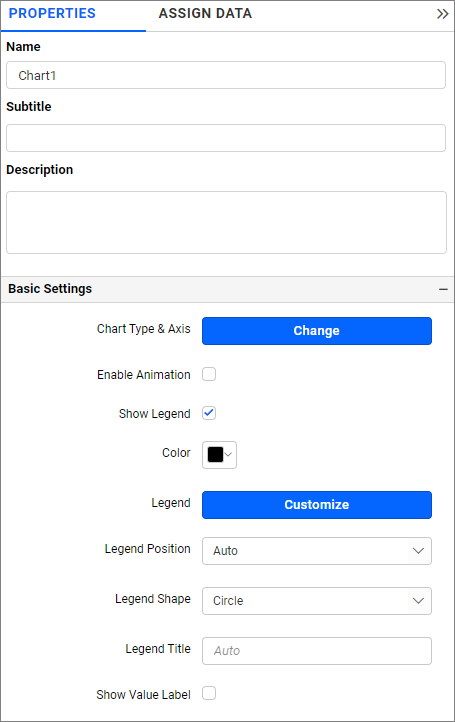 PROPERTIES ASSIGN DATA
Name
Chart1
Subtitle
Description
Basic Settings
Chart Type & Axis Change
Enable Animation
Show Legend
Color
Legend Customize
Legend Position Auto
Legend Shape Circle
Legend Title Auto
Show Value Label